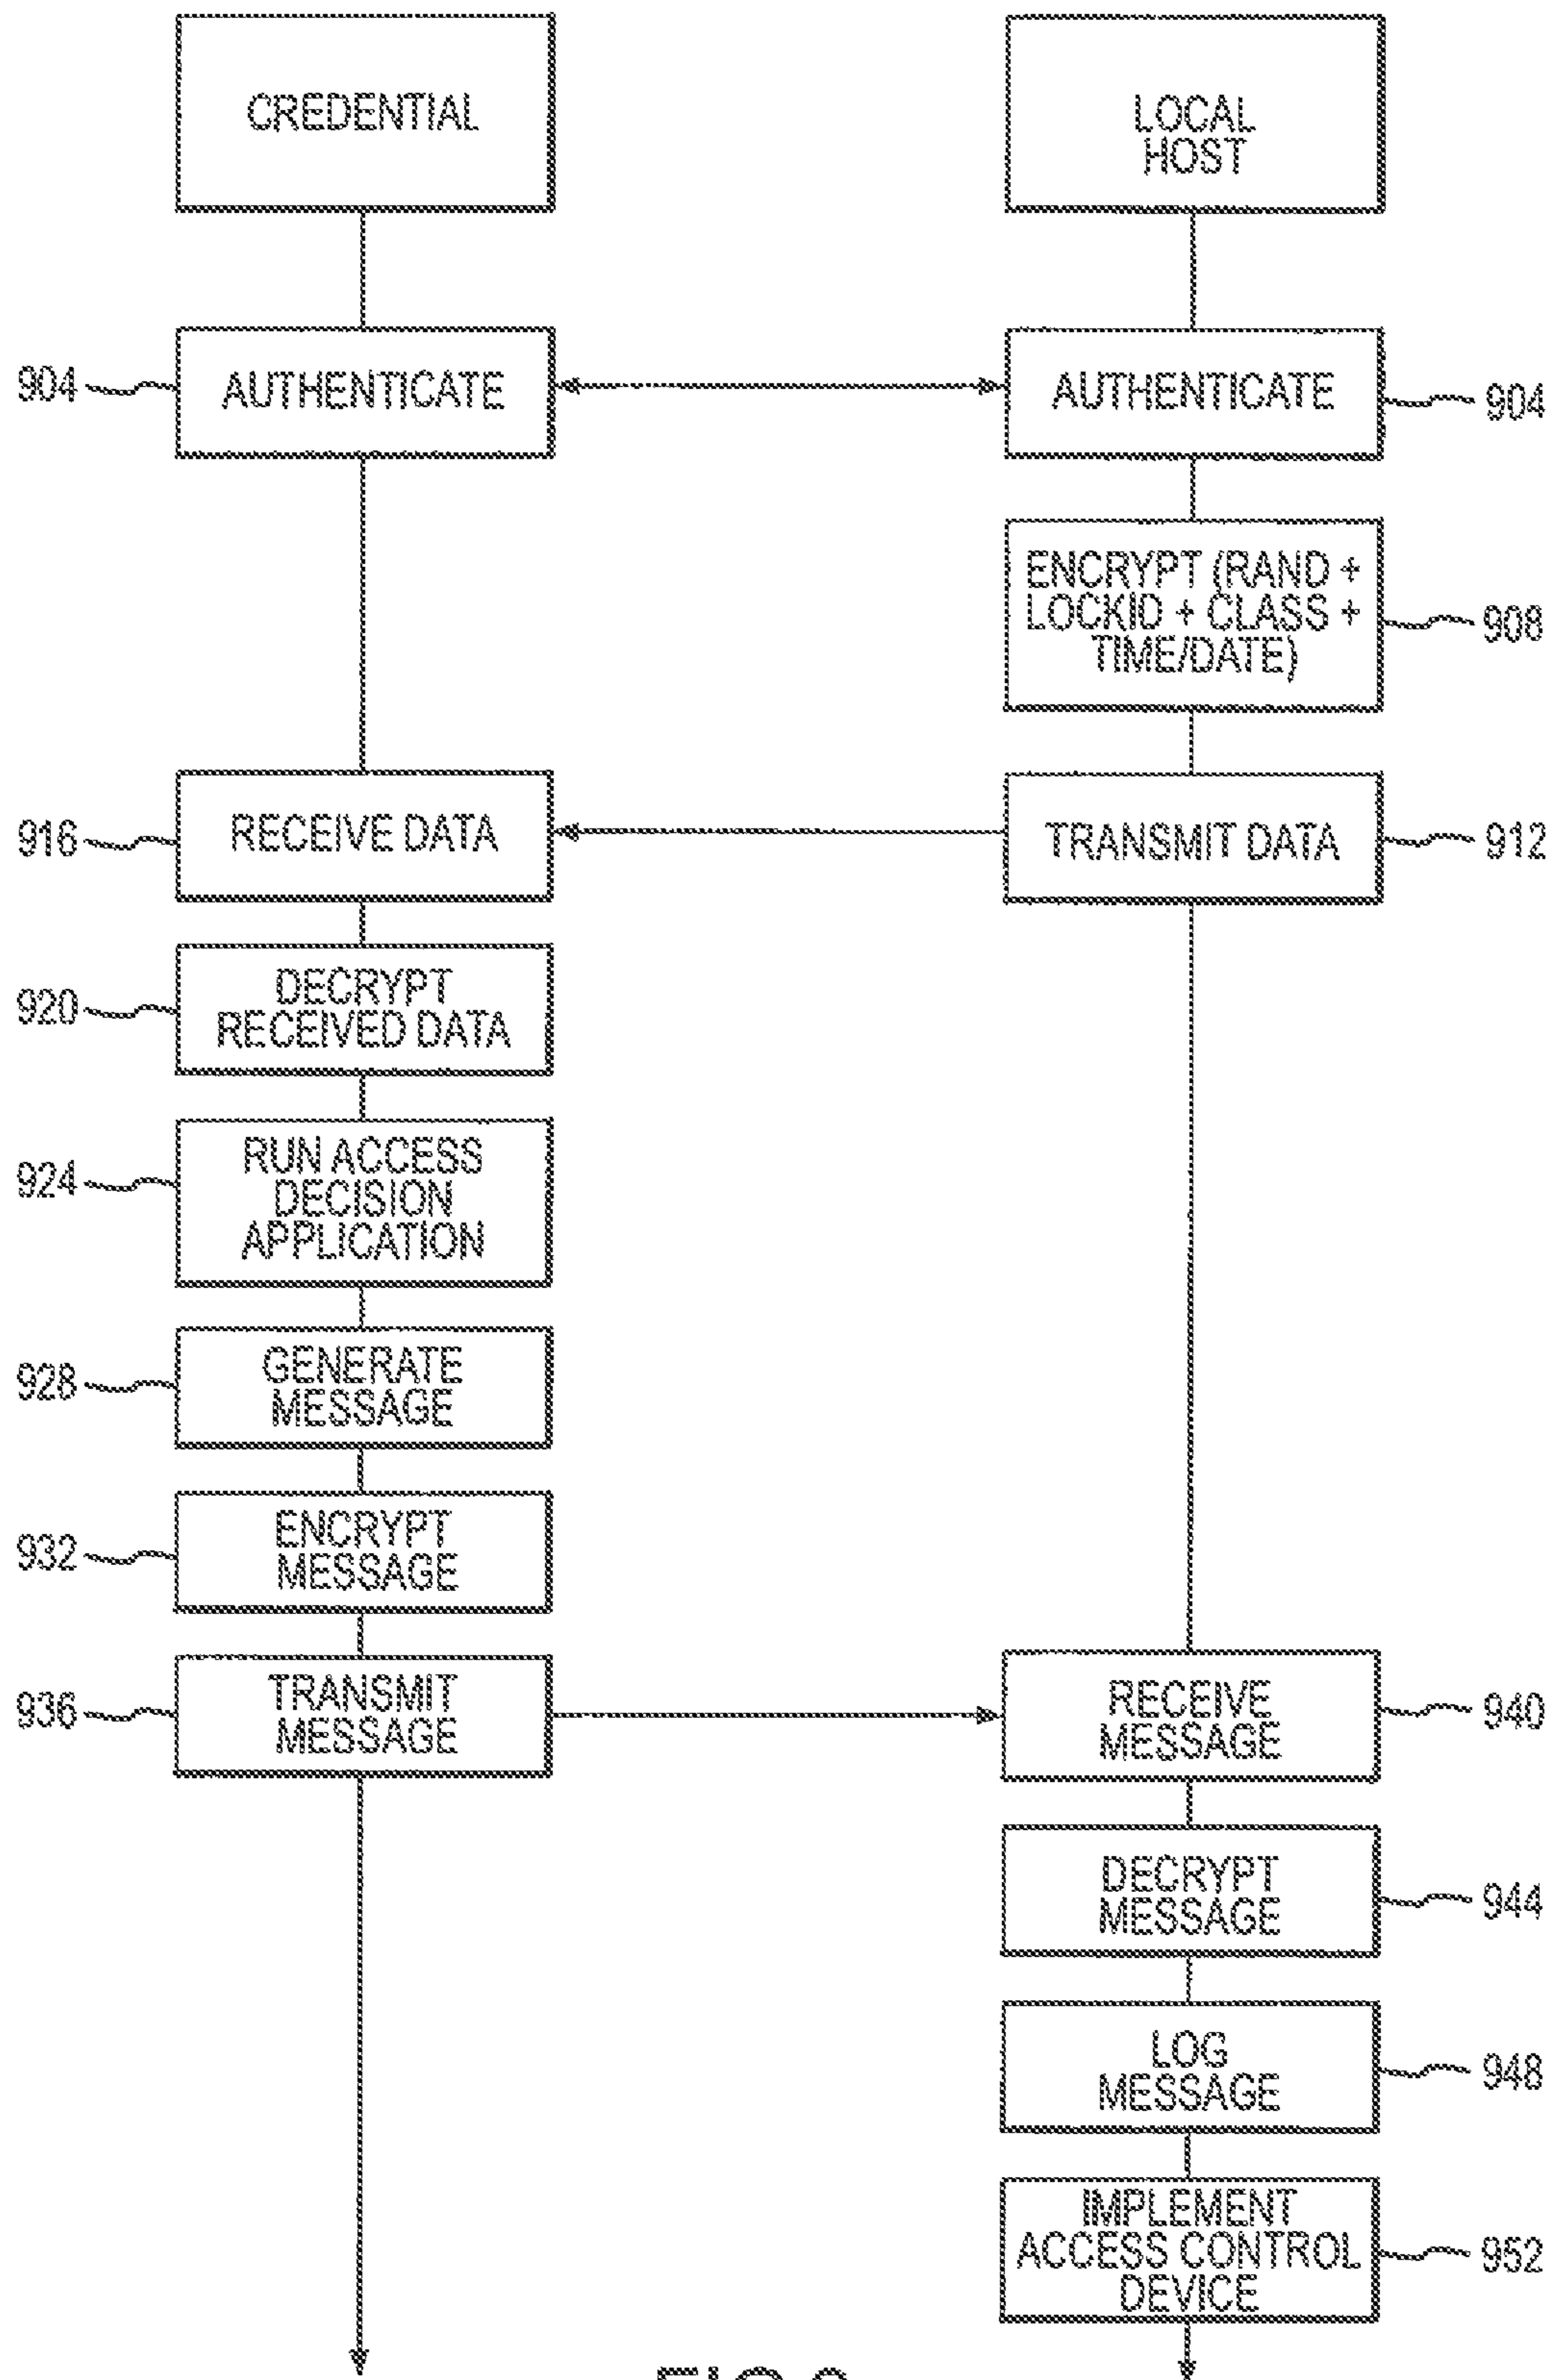 CREDENTIAL
LOCAL
HOST
904
AUTHENTICATE
AUTHENTICATE
904
ENCRYPT (RAND +
LOCKID + CLASS +
TIME/DATE)
908
916
RECEIVE DATA
TRANSMIT DATA
912
920
DECRYPT
RECEIVED DATA
924
RUN ACCESS
DECISION
APPLICATION
928
GENERATE
MESSAGE
932
ENCRYPT
MESSAGE
936
TRANSMIT
MESSAGE
RECEIVE
MESSAGE
940
DECRYPT
MESSAGE
944
LOG
MESSAGE
948
IMPLEMENT
ACCESS CONTROL
DEVICE
952